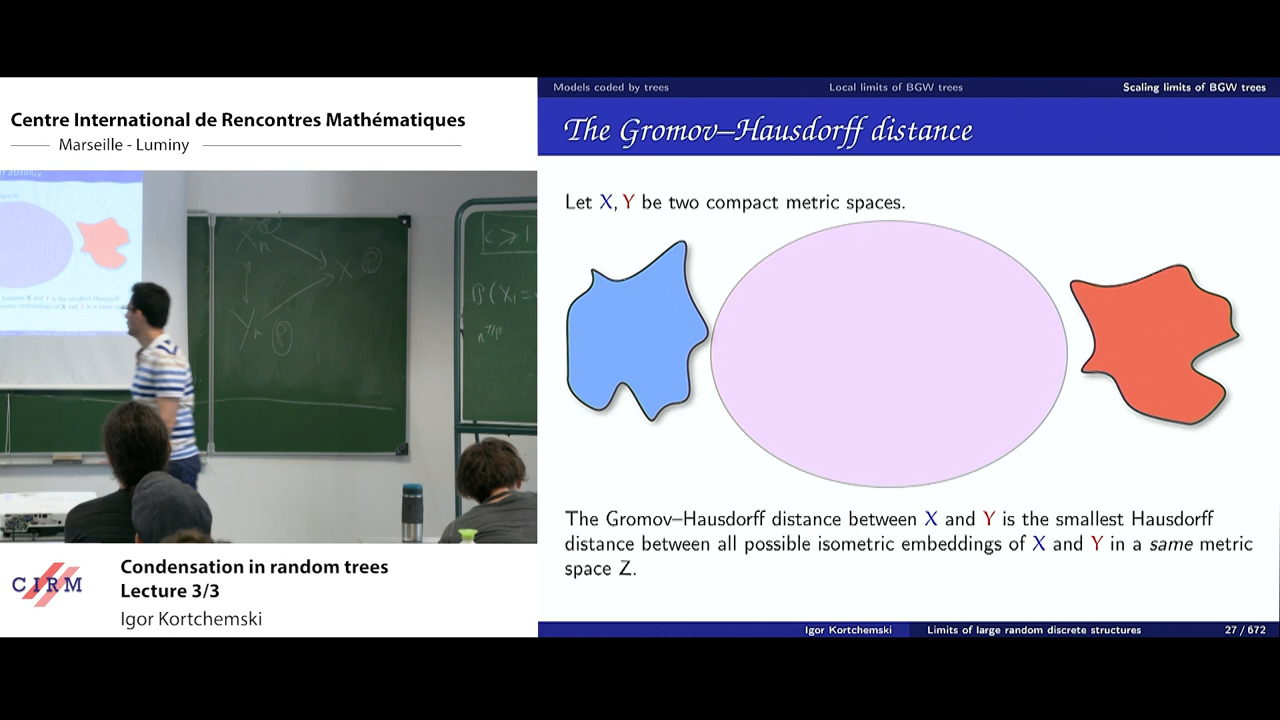 Centre International de Rencontres Mathématiques
Marseille - Luminy
Models coded by trees
Local limits of BGW trees
Scaling limits of BGW trees
The Gromov–Hausdorff distance
Let X, Y be two compact metric spaces.
The Gromov–Hausdorff distance between X and Y is the smallest Hausdorff
distance between all possible isometric embeddings of X and Y in a same metric
space Z.
CIRM
Condensation in random trees
Lecture 3/3
Igor Kortchemski
Igor Kortchemski
Limits of large random discrete structures
27 / 672